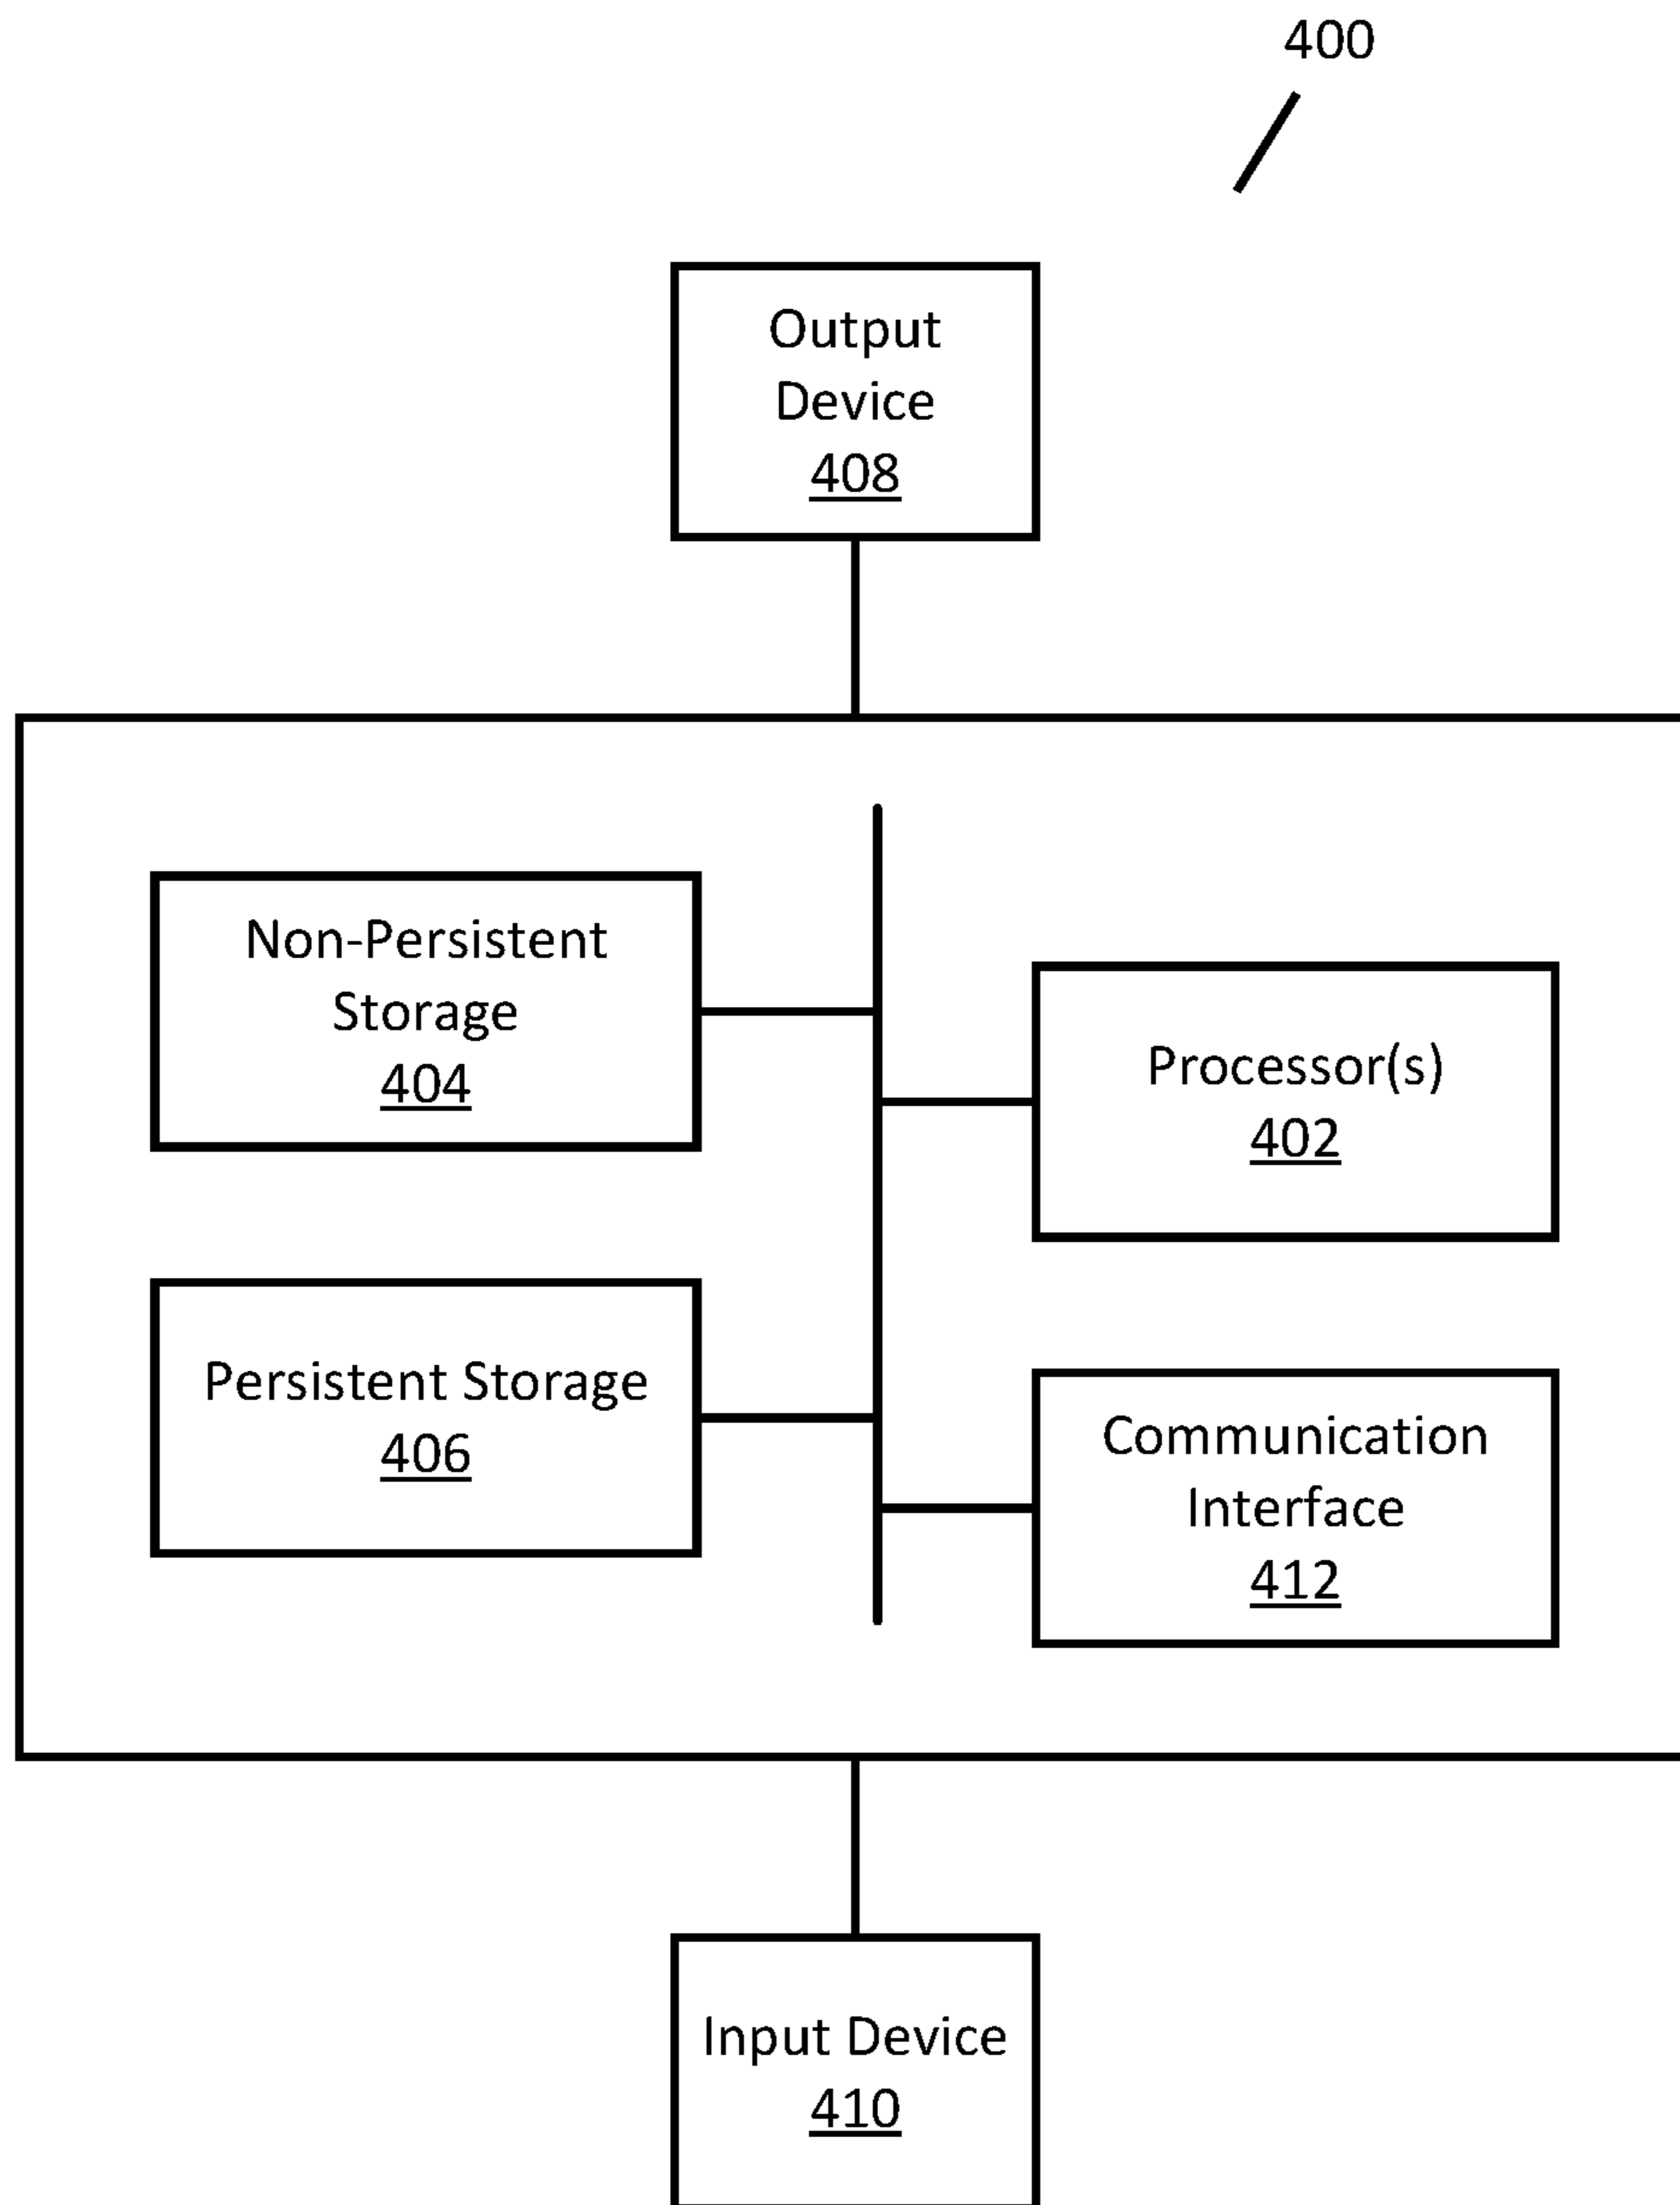 400
Output
Device
408
Non-Persistent
Storage
404
Processor(s)
402
Persistent Storage
406
Communication
Interface
412
Input Device
410